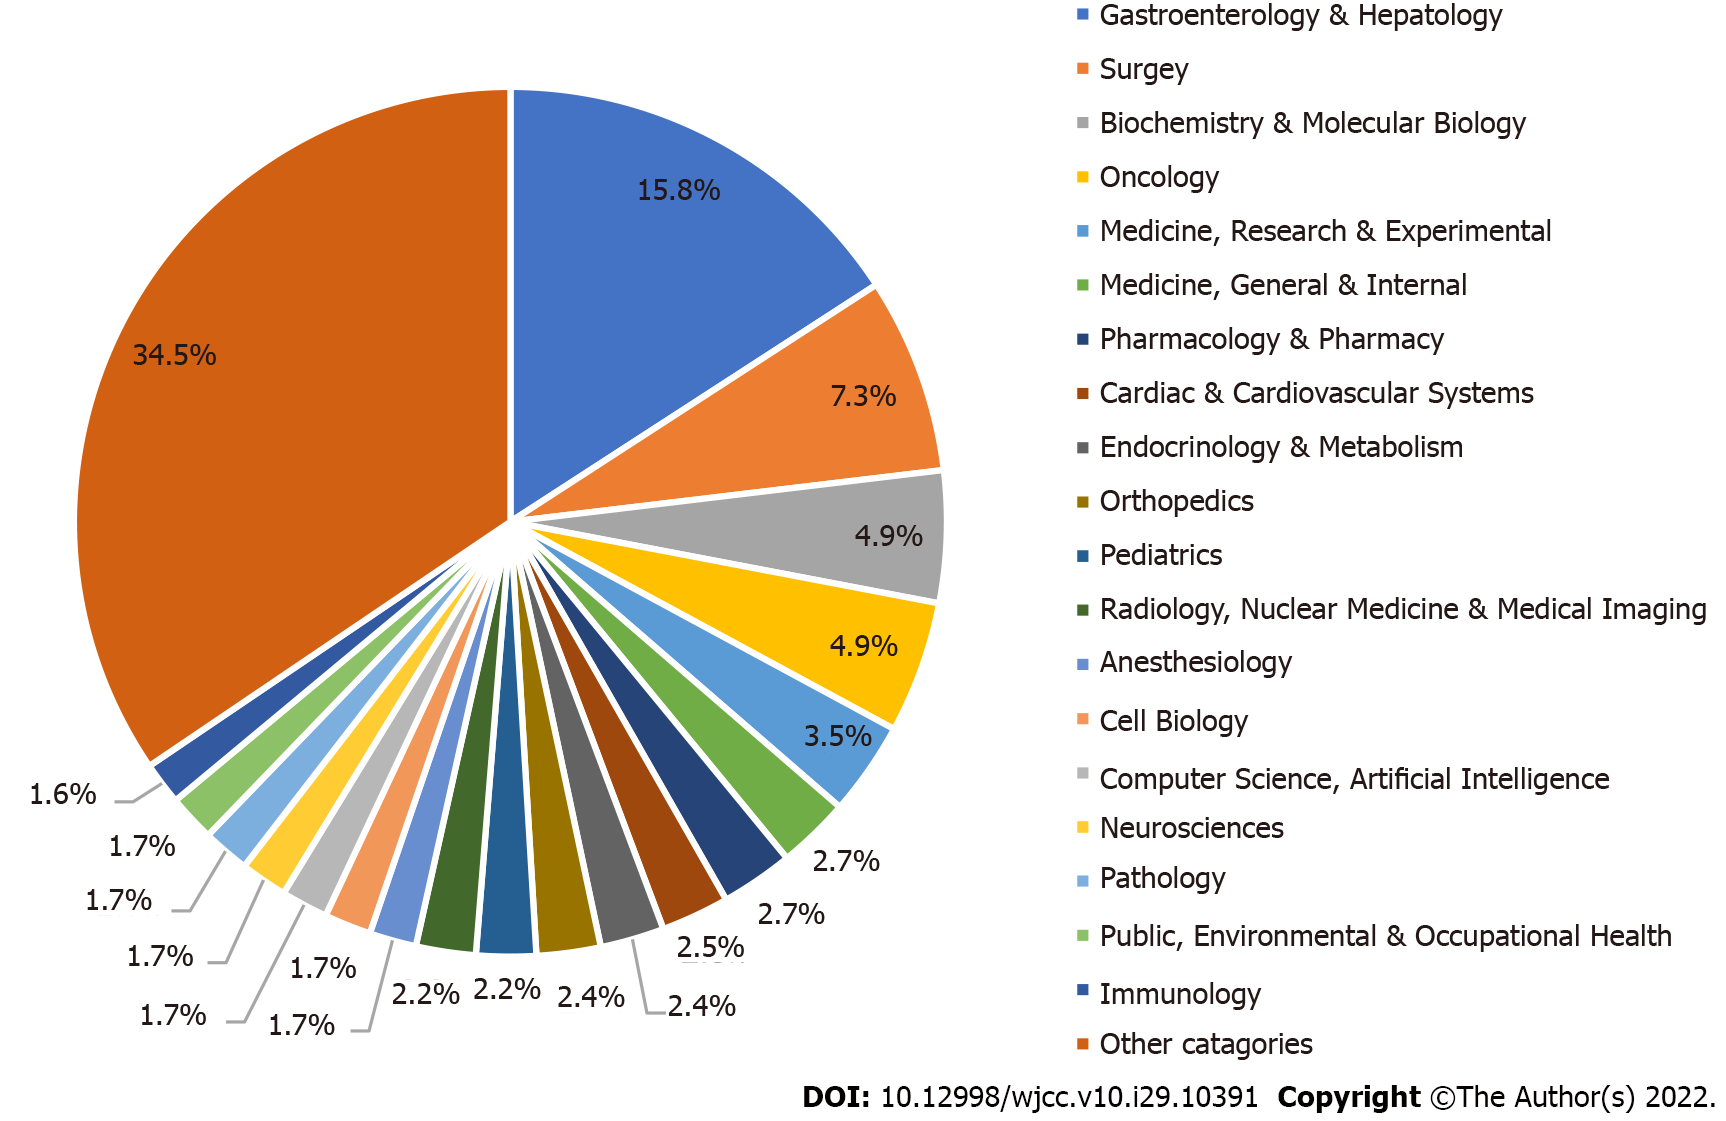 Gastroenterology & Hepatology
Surgey
Biochemistry & Molecular Biology
Oncology
Medicine, Research & Experimental
Medicine, General & Internal
Pharmacology & Pharmacy
Cardiac & Cardiovascular Systems
Endocrinology & Metabolism
Orthopedics
Pediatrics
Radiology, Nuclear Medicine & Medical Imaging
Anesthesiology
Cell Biology
Computer Science, Artificial Intelligence
Neurosciences
Pathology
Public, Environmental & Occupational Health
Immunology
Other catagories
15.8%
7.3%
4.9%
4.9%
3.5%
2.7%
2.7%
2.5%
2.4%
2.4%
2.2%
2.2%
1.7%
1.7%
1.7%
1.7%
1.7%
1.7%
1.6%
34.5%
DOI: 10.12998/wjcc.v10.i29.10391 Copyright ©The Author(s) 2022.